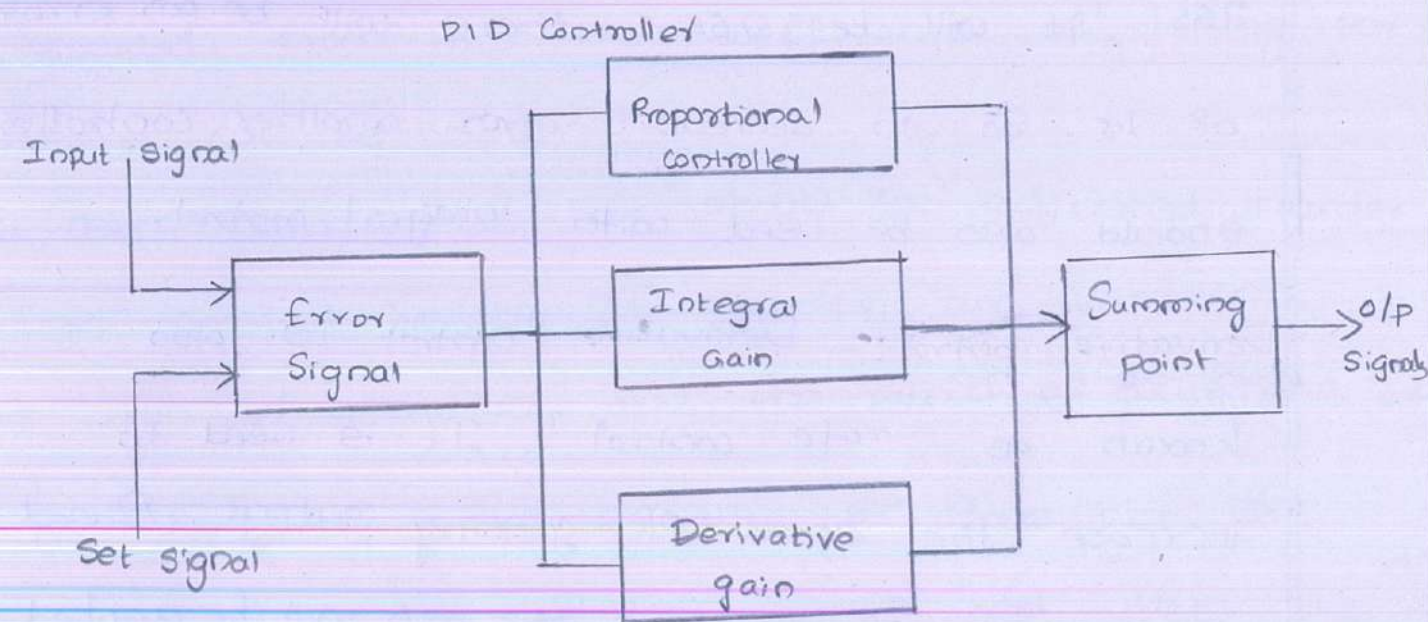 PID Controller
Proportional
controller
Input signal
Error
Signal
Integral
Gain
Summing
point
O/P
Signals
Set signal
Derivative
gain